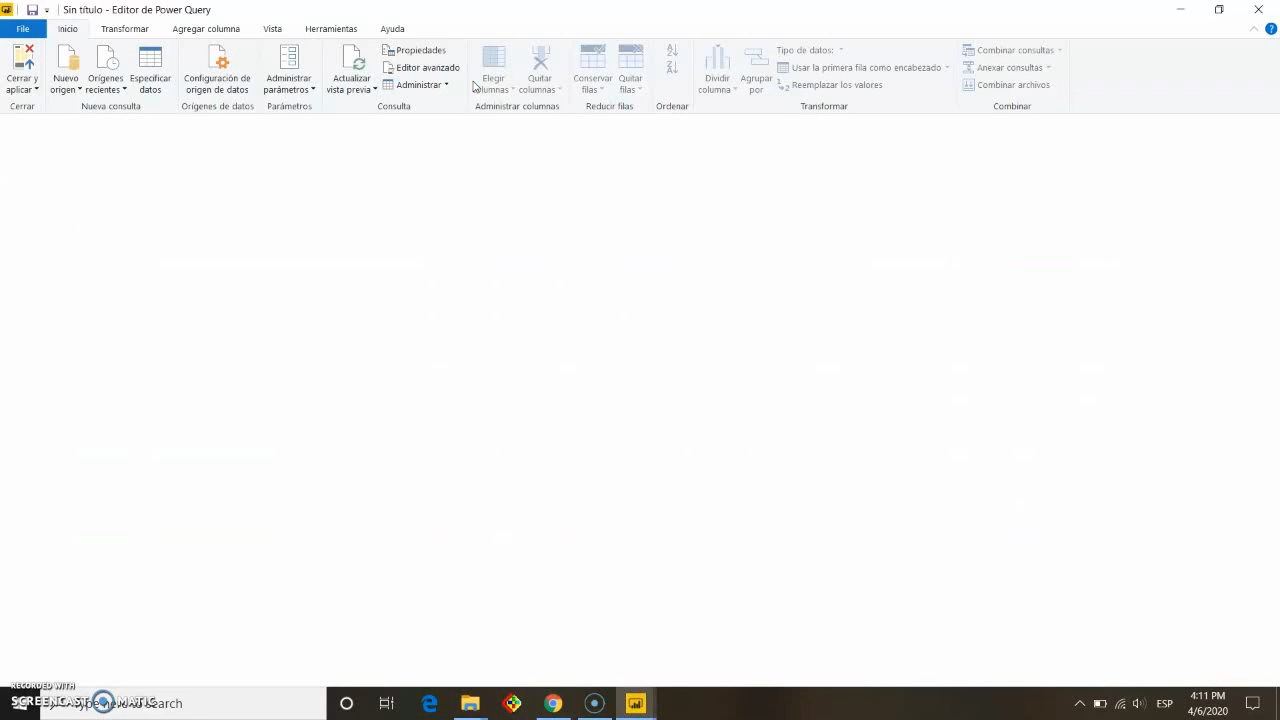 Sin título - Editor de Power Query
File Inicio Transformar Agregar columna Vista Herramientas Ayuda
Cerrar y aplicar
Nuevo origen
Orígenes recientes
Especificar datos
Configuración de origen de datos
Administrar parámetros
Actualizar vista previa
Propiedades
Editor avanzado
Administrar
Elegir columnas
Quitar columnas
Conservar filas
Quitar filas
Dividir columna
Agrupar por
Tipo de datos:
Usar la primera fila como encabezado
Reemplazar los valores
Combinar consultas
Anexar consultas
Combinar archivos
Cerrar Nueva consulta Orígenes de datos Parámetros Consulta Administrar columnas Reducir filas Ordenar Transformar Combinar
RECORDED WITH
SCREENCAST MATIC
here to search
ESP
4:11 PM
4/6/2020